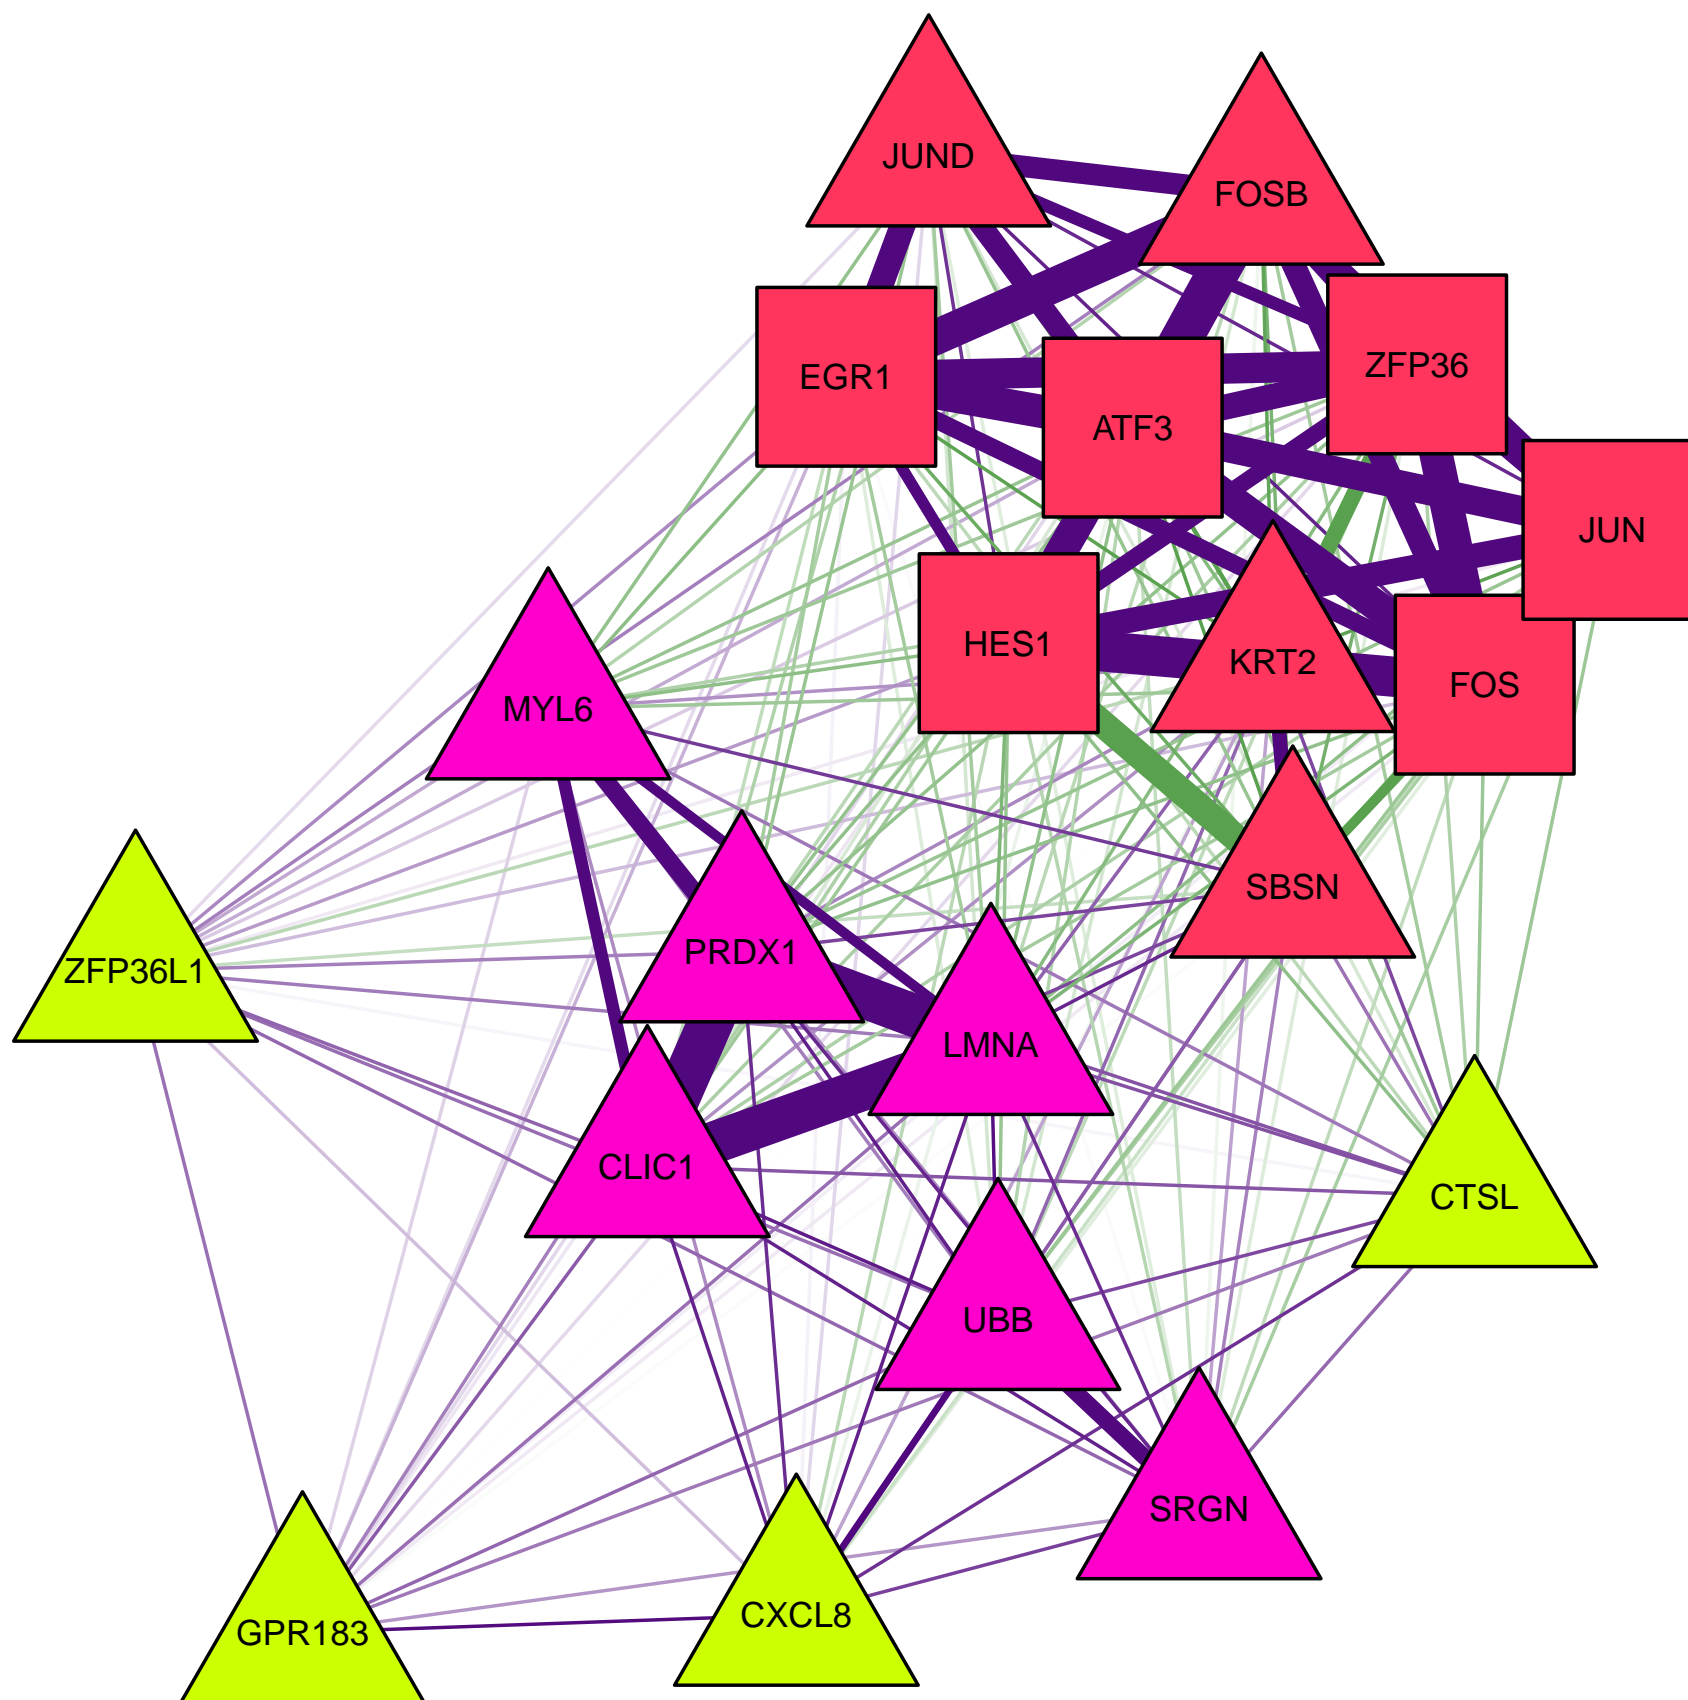 JUND
FOSB
EGR1
ZFP36
ATF3
JUN
HES1
KRT2
FOS
MYL6
SBSN
PRDX1
ZFP36L1
LMNA
CLIC1
CTSL
UBB
SRGN
CXCL8
GPR183